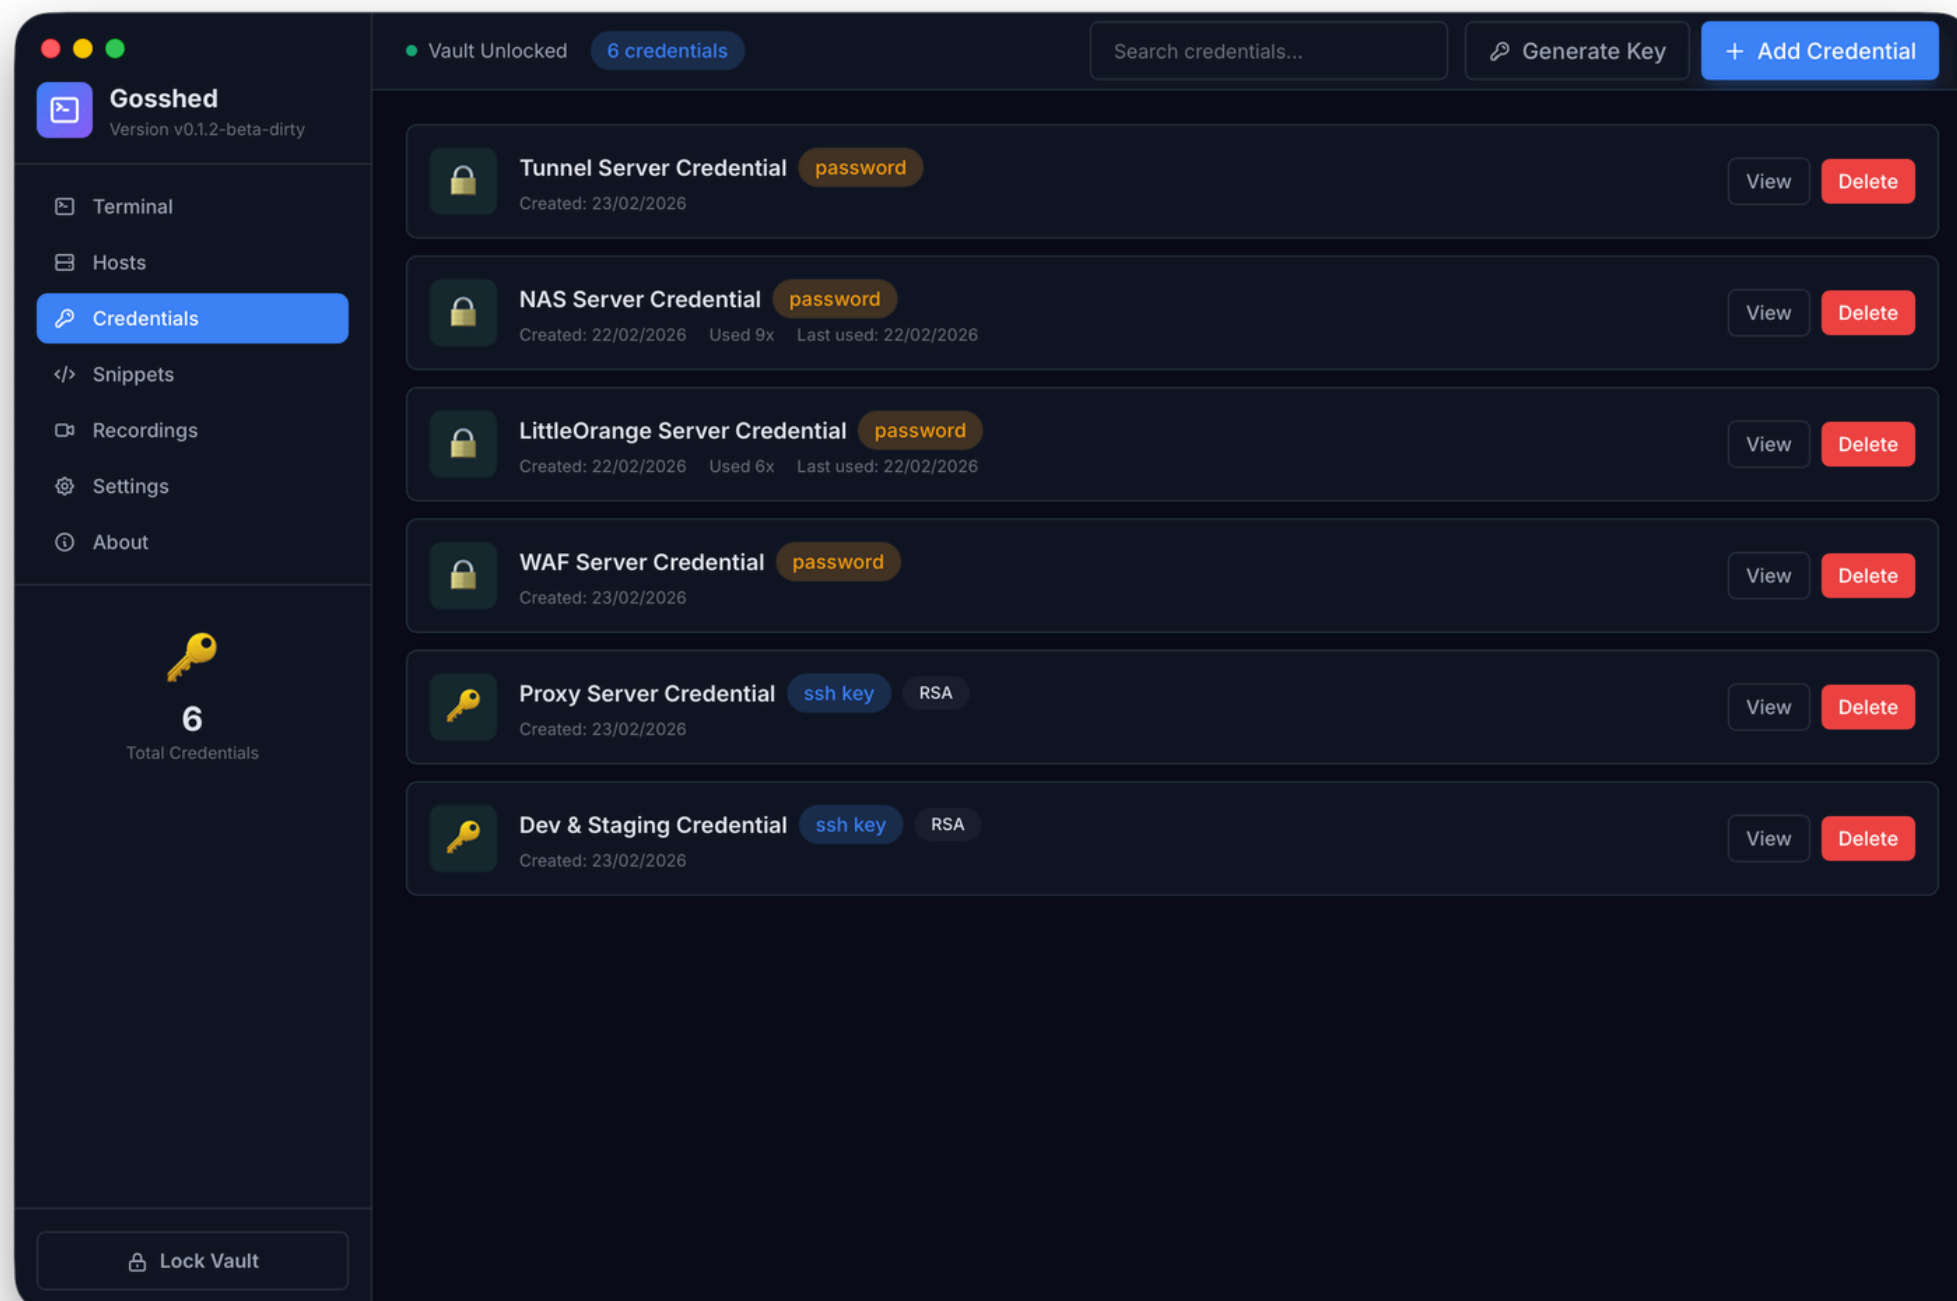 Gosshed
Version v0.1.2-beta-dirty
Terminal
Hosts
Credentials
Snippets
Recordings
Settings
About
6
Total Credentials
Lock Vault
Vault Unlocked
6 credentials
Search credentials...
Generate Key
+ Add Credential
Tunnel Server Credential password
Created: 23/02/2026
View Delete
NAS Server Credential password
Created: 22/02/2026 Used 9x Last used: 22/02/2026
View Delete
LittleOrange Server Credential password
Created: 22/02/2026 Used 6x Last used: 22/02/2026
View Delete
WAF Server Credential password
Created: 23/02/2026
View Delete
Proxy Server Credential ssh key RSA
Created: 23/02/2026
View Delete
Dev & Staging Credential ssh key RSA
Created: 23/02/2026
View Delete